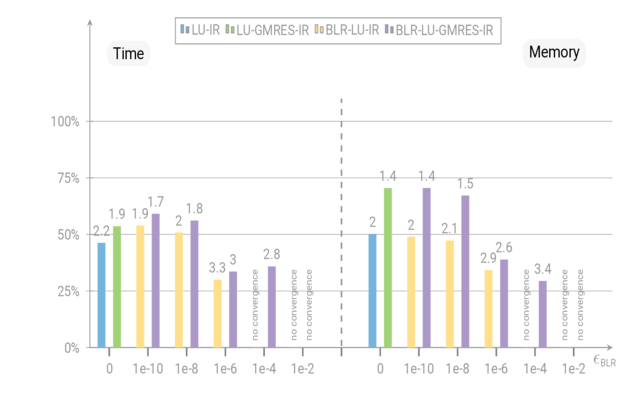 LU-IR LU-GMRES-IR BLR-LU-IR BLR-LU-GMRES-IR
Time
Memory
100%
75%
50%
25%
0%
2.2 1.9 1.9 1.7 2 1.8 3.3 3 2.8
2 1.4 2 1.4 2.1 1.5 2.9 2.6 3.4
no convergence
no convergence
no convergence
no convergence
no convergence
no convergence
0 1e-10 1e-8 1e-6 1e-4 1e-2
0 1e-10 1e-8 1e-6 1e-4 1e-2
ϵBLR